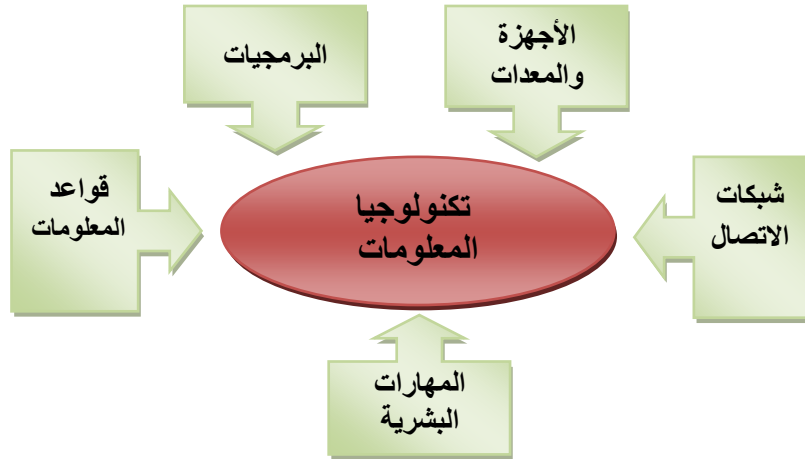 الأجهزة
والمعدات
البرمجيات
شبكات
الاتصال
تكنولوجيا
المعلومات
قواعد
المعلومات
المهارات
البشرية